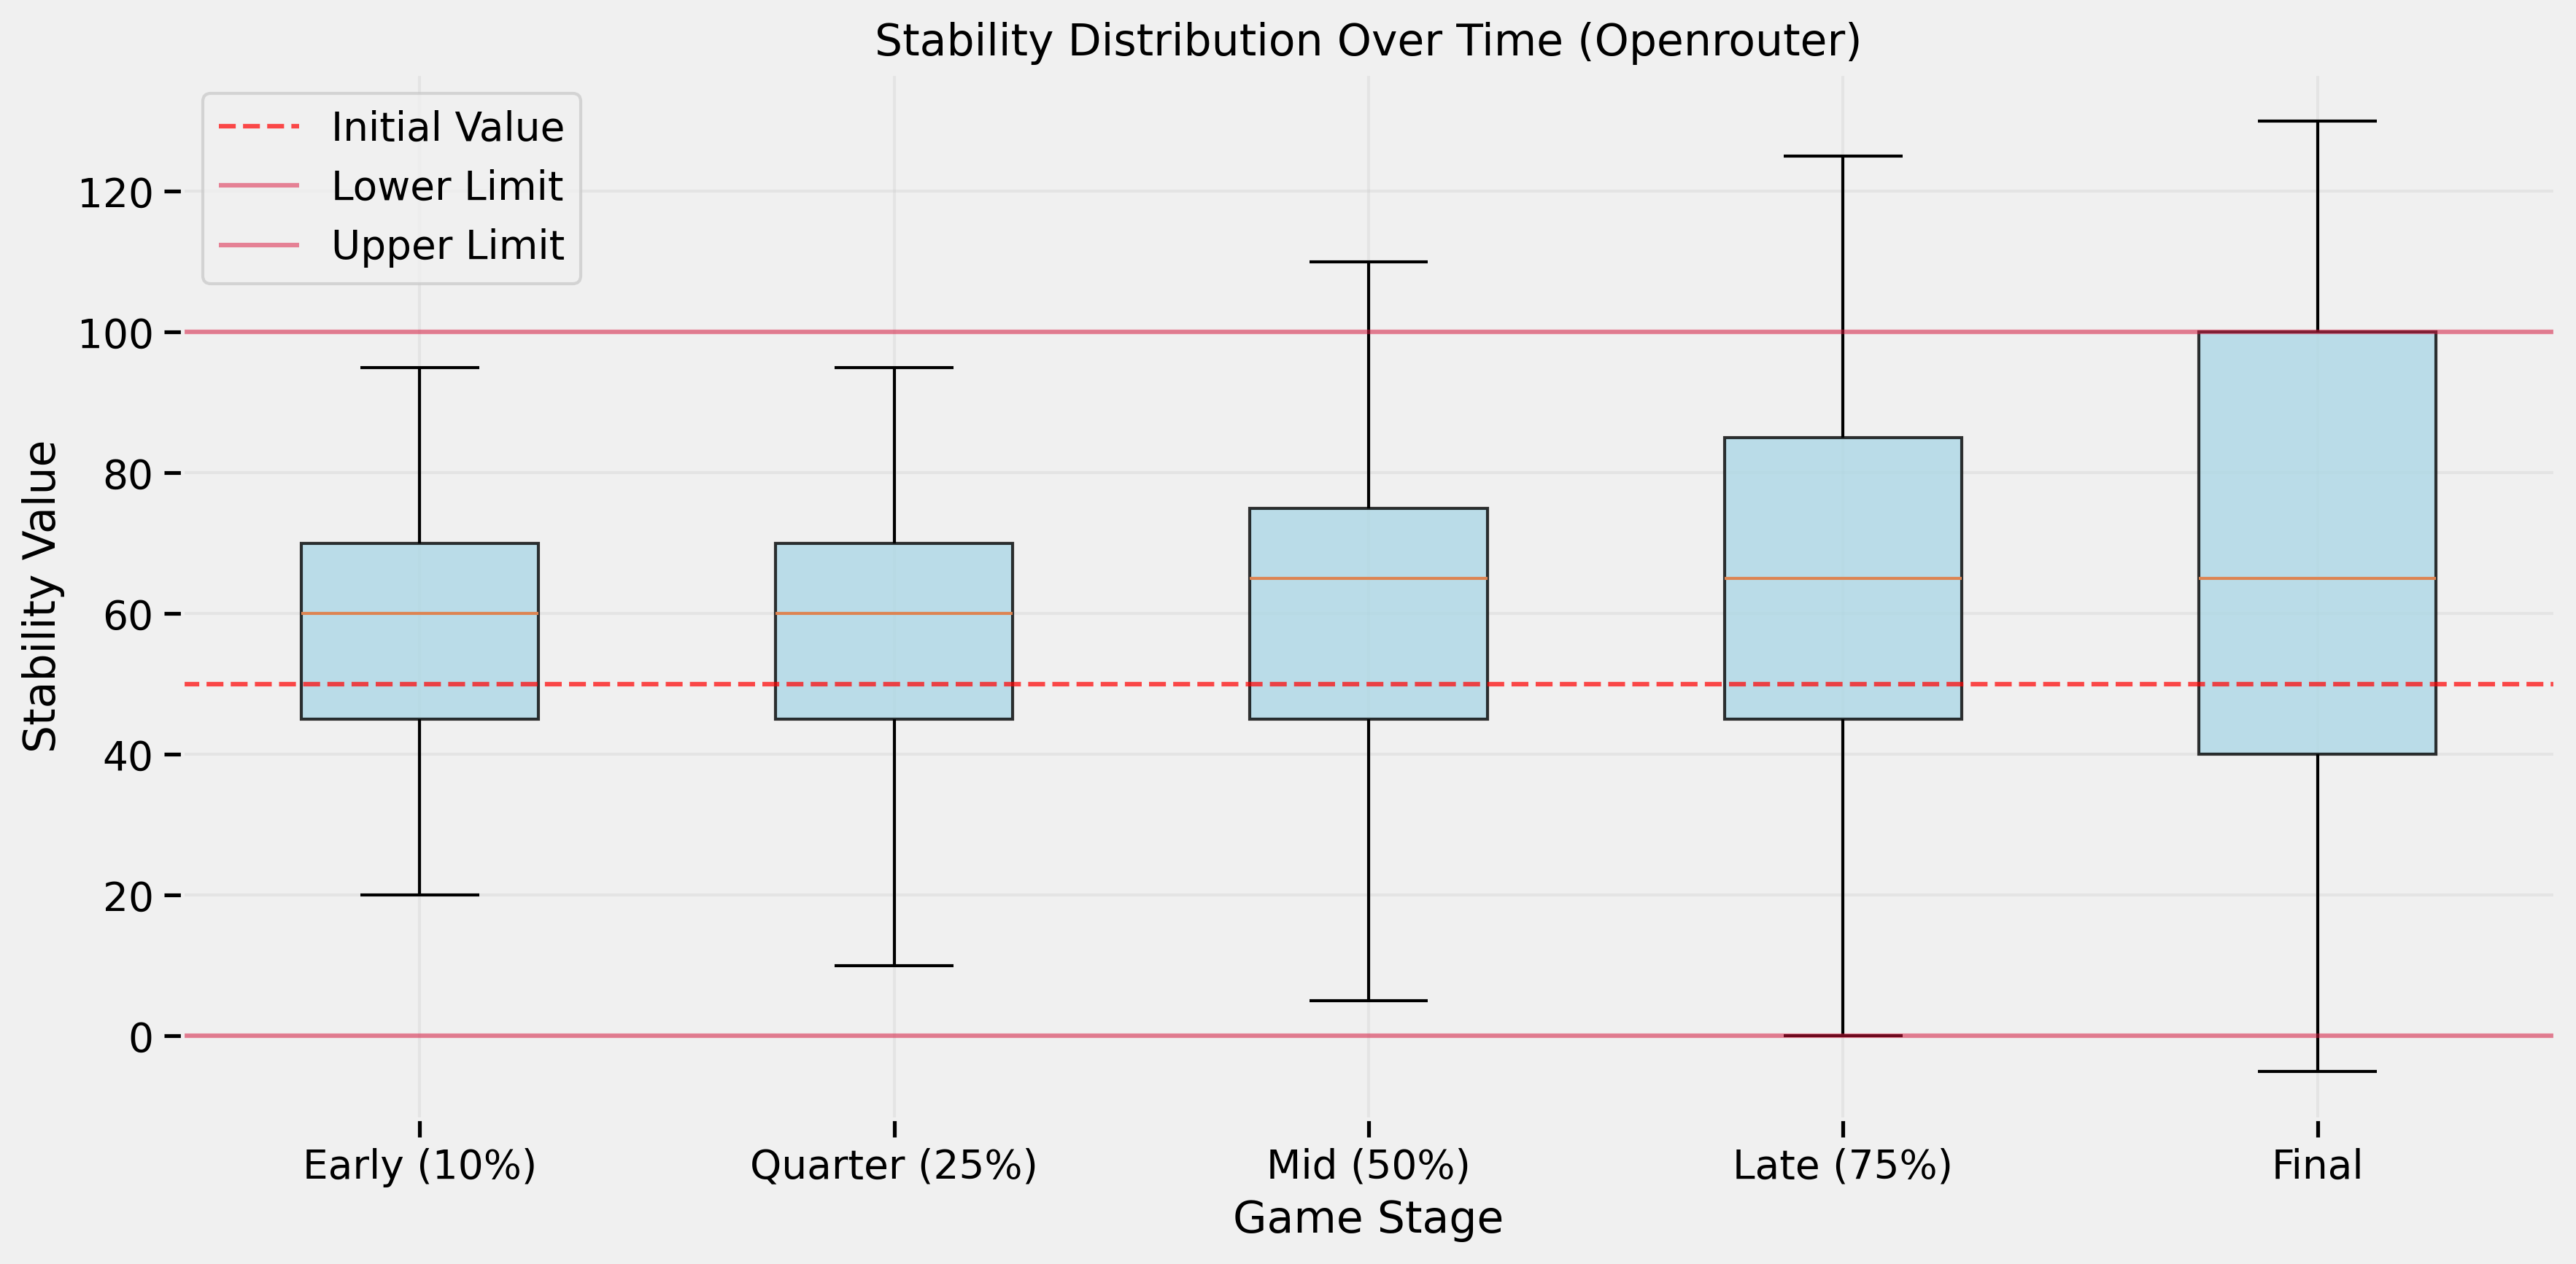 Stability Distribution Over Time (Openrouter)
Initial Value
Lower Limit
Upper Limit
Stability Value
120
100
80
60
40
20
0
Early (10%)
Quarter (25%)
Mid (50%)
Late (75%)
Final
Game Stage